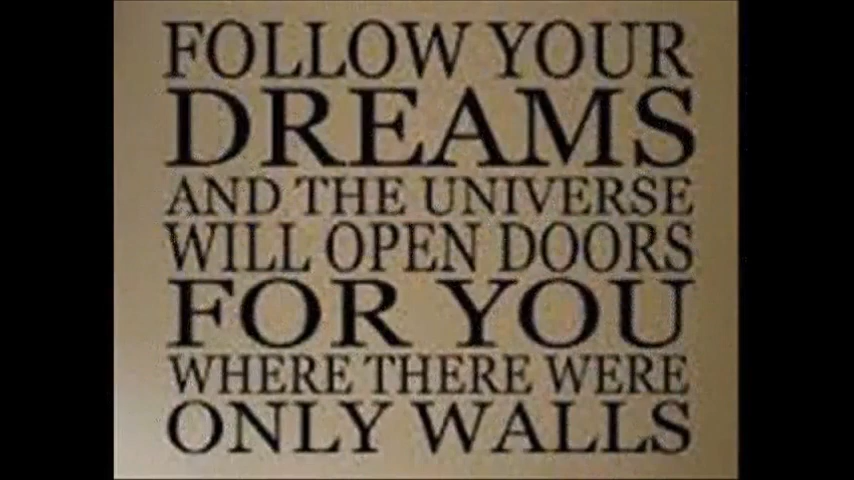 FOLLOW YOUR
DREAMS
AND THE UNIVERSE
WILL OPEN DOORS
FOR YOU
WHERE THERE WERE
ONLY WALLS